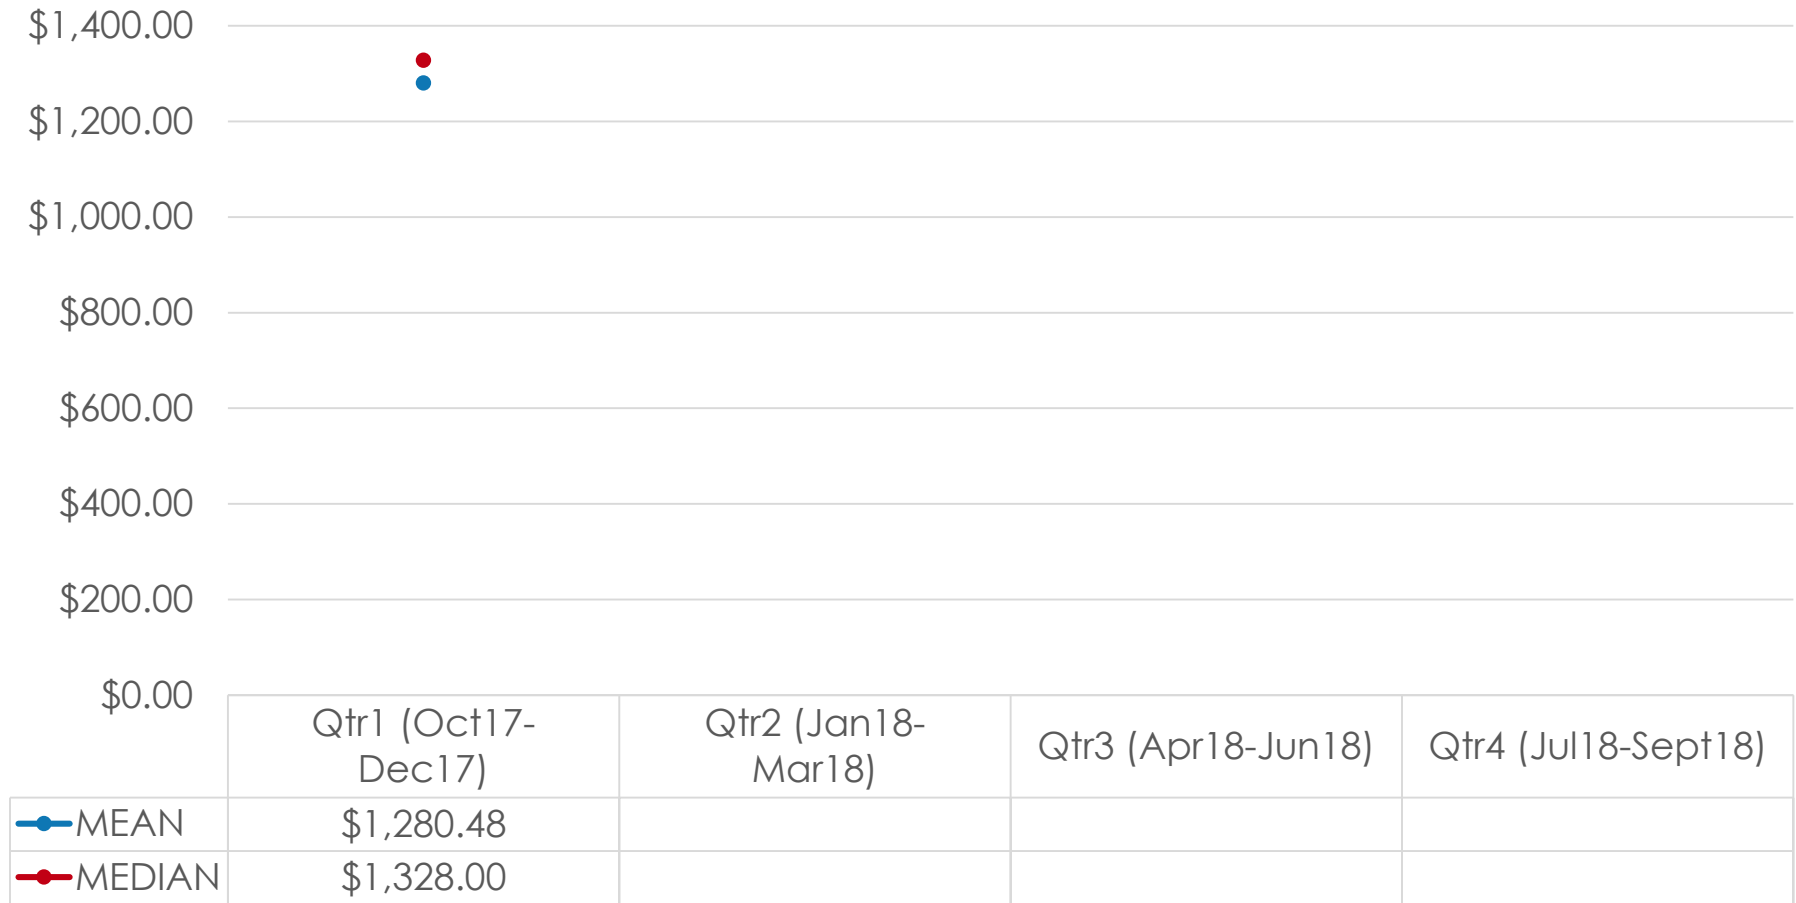 $1,400.00
$1,200.00
$1,000.00
$800.00
$600.00
$400.00
$200.00
$0.00
Qtr1 (Oct17-
Dec17)
Qtr2 (Jan18-
Mar18)
Qtr3 (Apr18-Jun18)
Qtr4 (Jul18-Sept18)
MEAN $1,280.48
MEDIAN $1,328.00